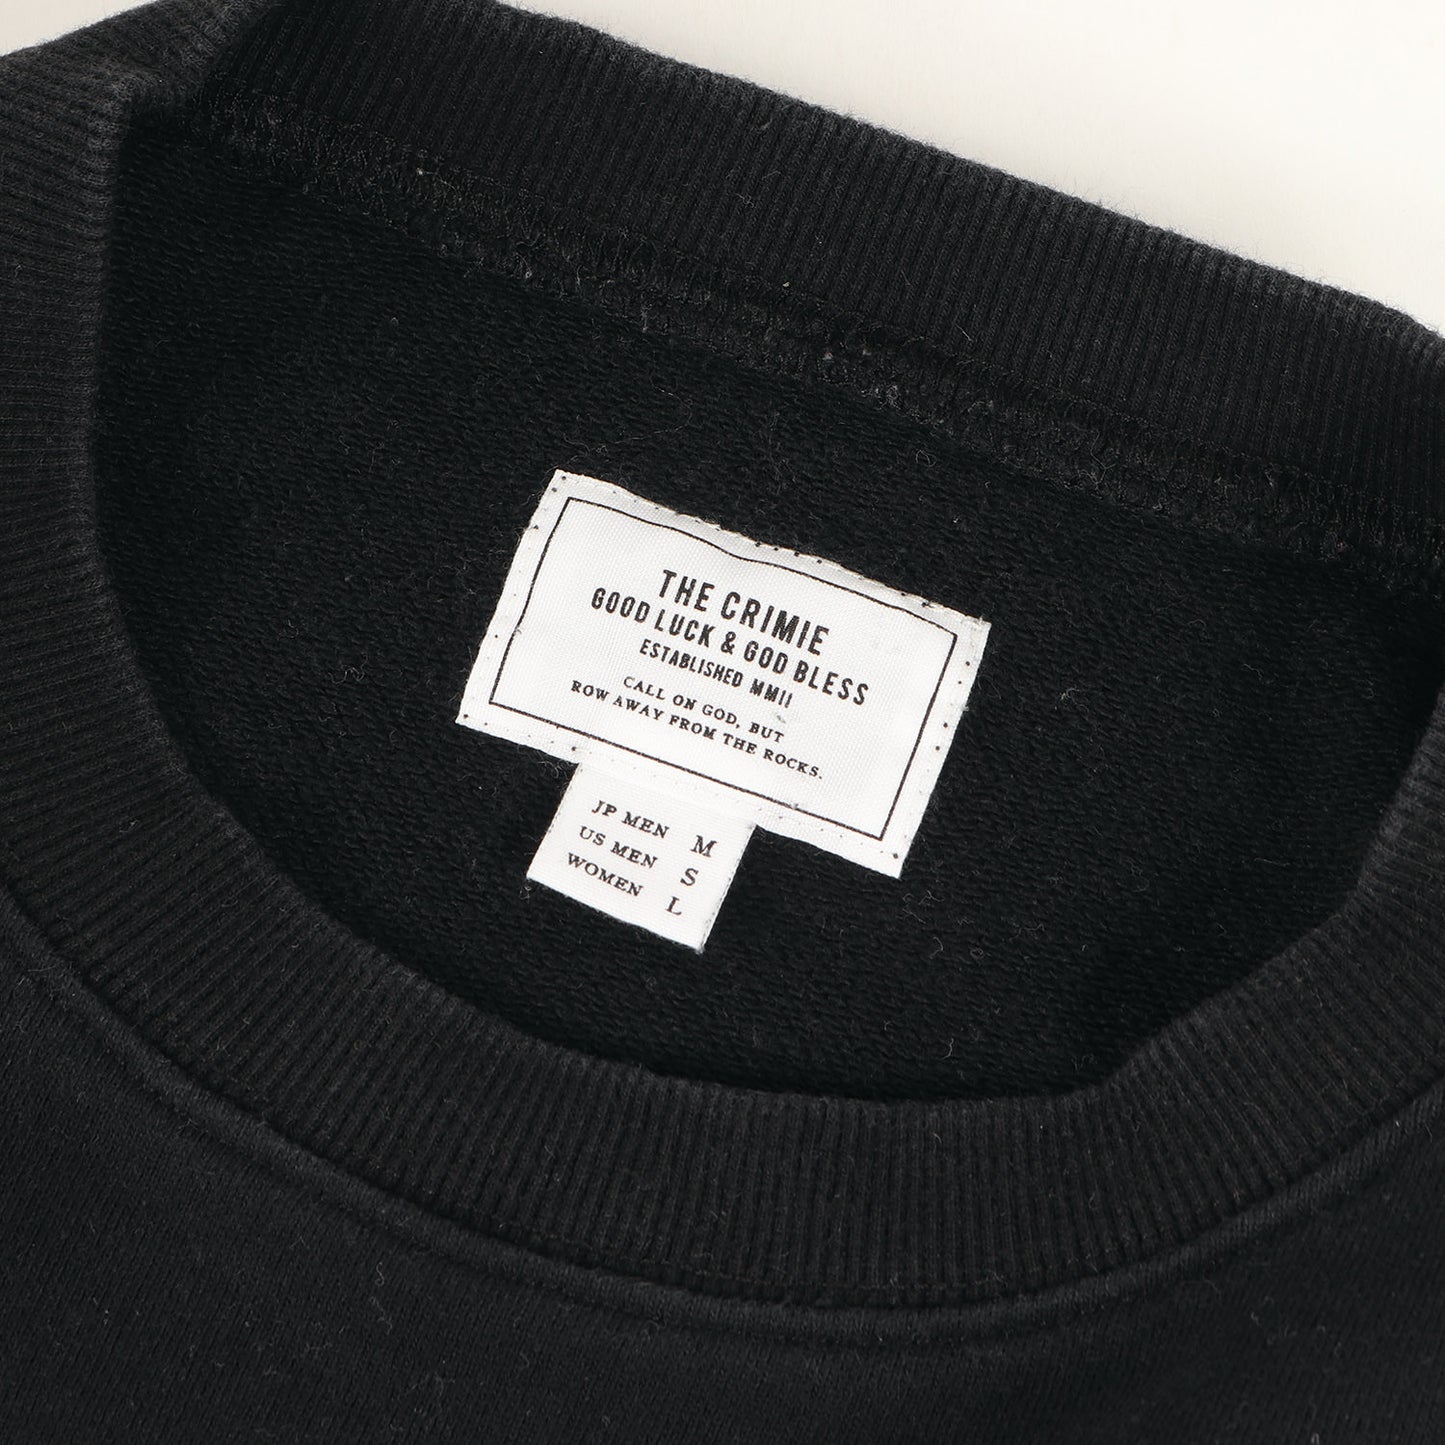 THE CRIMIE
GOOD LUCK & GOD BLESS
ESTABLISHED MMII
CALL ON GOD, BUT
ROW AWAY FROM THE ROCKS.
JP MEN M
US MEN S
WOMEN L